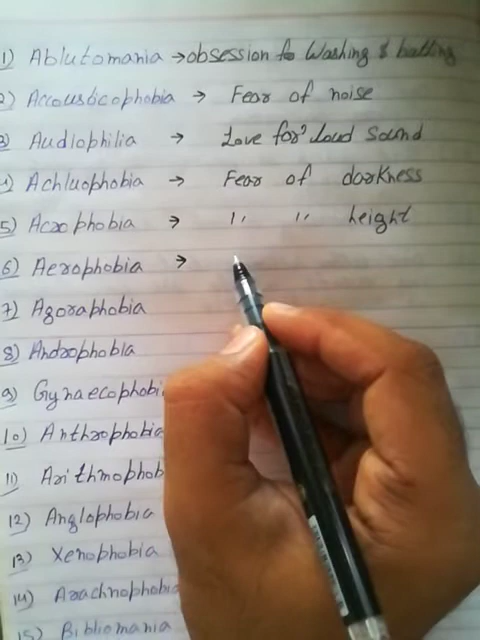 1) Ablutomania → obsession for Washing & bathing
2) Accousticophobia → Fear of noise
3) Audiophilia → Love for loud sound
4) Achluophobia → Fear of darkness
5) Acrophobia → " " height
6) Aerophobia →
7) Agoraphobia
8) Androphobia
9) Gynaecophobi
10) Anthrophobia
11) Arithmophob
12) Anglophobia
13) Xenophobia
14) Arachnophobia
15) Bibliomania